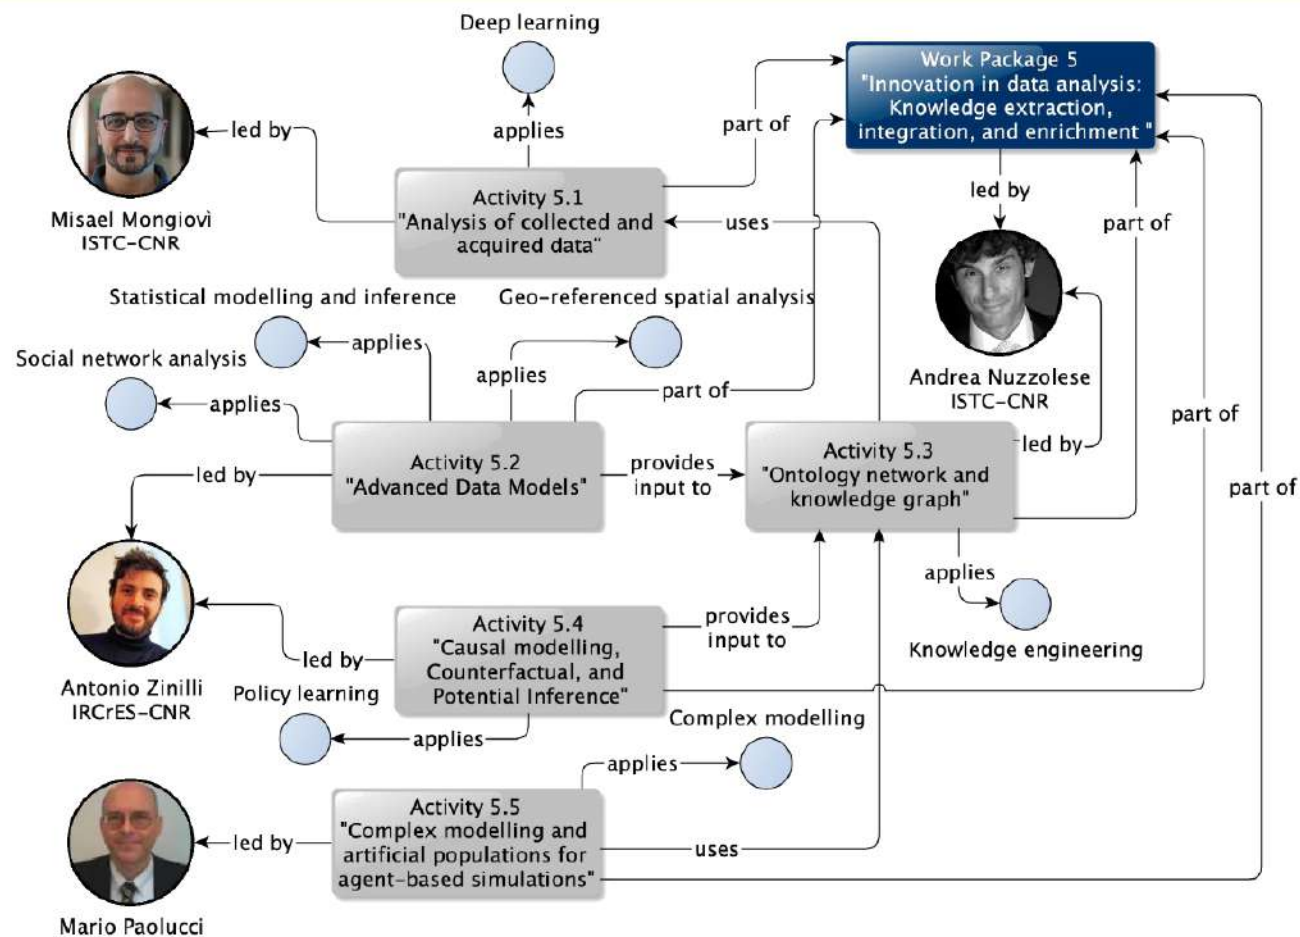 Deep learning
applies
led by
part of
Work Package 5
"Innovation in data analysis:
Knowledge extraction,
integration, and enrichment "
led by
Misael Mongiovì
ISTC-CNR
Activity 5.1
"Analysis of collected and
acquired data"
uses
part of
Statistical modelling and inference
Geo-referenced spatial analysis
applies
Social network analysis
applies
applies
part of
Andrea Nuzzolese
ISTC-CNR
part of
led by
Activity 5.2
"Advanced Data Models"
provides
input to
Activity 5.3
"Ontology network and
knowledge graph"
led by
part of
applies
Knowledge engineering
Antonio Zinilli
IRCrES-CNR
led by
Activity 5.4
"Causal modelling,
Counterfactual, and
Potential Inference"
provides
input to
Policy learning
applies
Complex modelling
applies
Mario Paolucci
led by
Activity 5.5
"Complex modelling and
artificial populations for
agent-based simulations"
uses